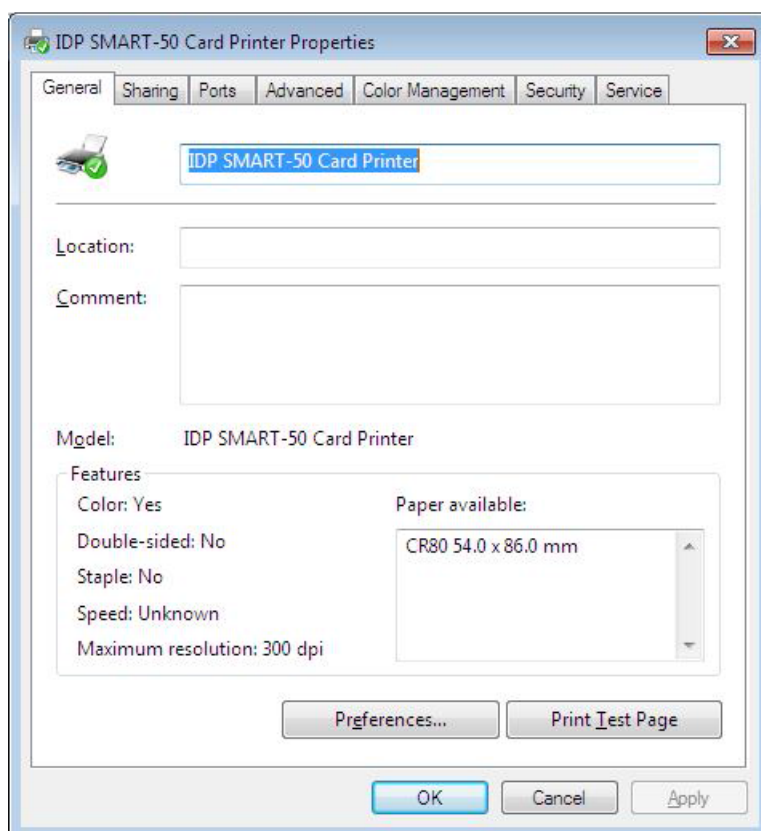 IDP SMART-50 Card Printer Properties
General Sharing Ports Advanced Color Management Security Service
IDP SMART-50 Card Printer
Location:
Comment:
Model: IDP SMART-50 Card Printer
Features
Color: Yes
Paper available:
Double-sided: No
CR80 54.0 x 86.0 mm
Staple: No
Speed: Unknown
Maximum resolution: 300 dpi
Preferences... Print Test Page
OK Cancel Apply